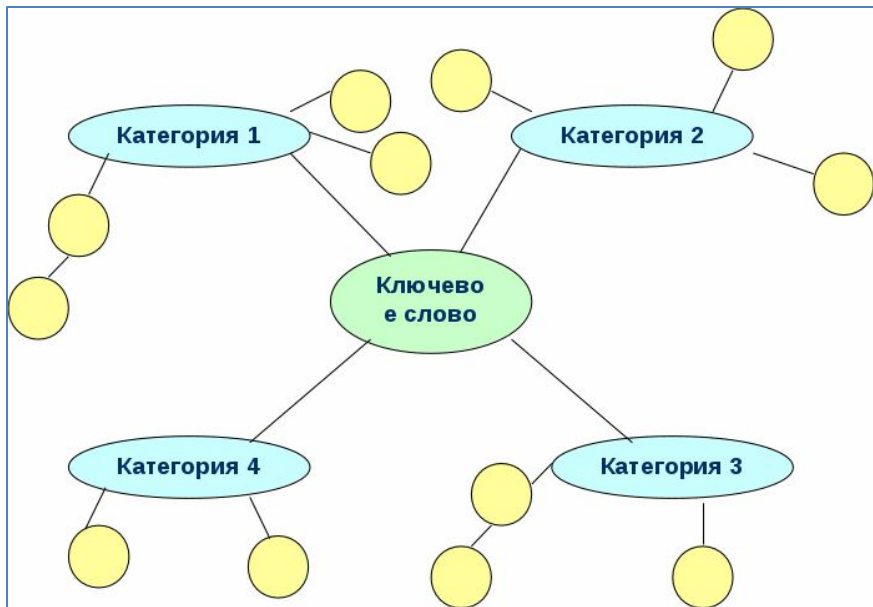 Категория 1
Категория 2
Ключево
е слово
Категория 4
Категория 3